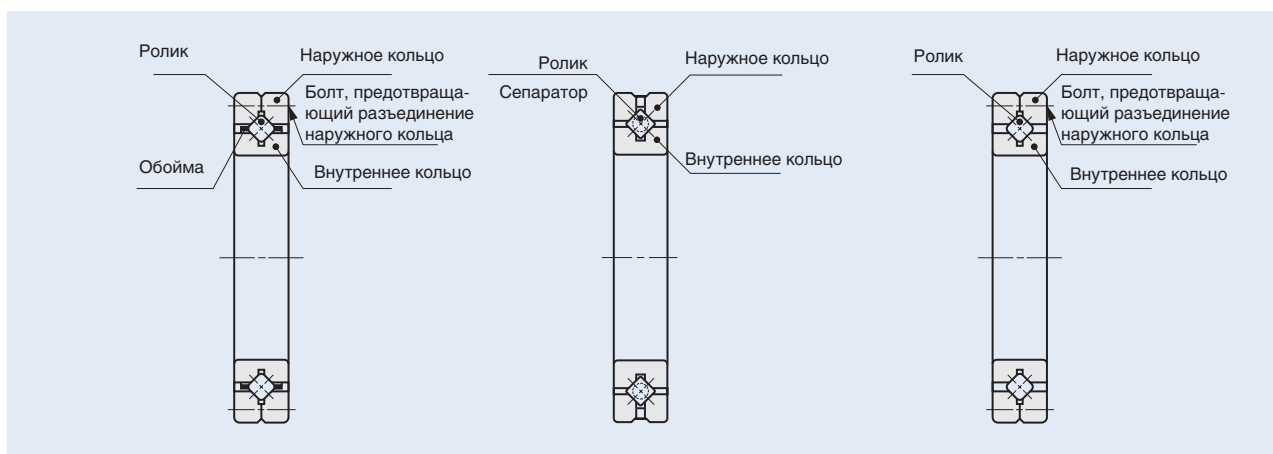 Ролик
Наружное кольцо
Болт, предотвраща-
ющий разъединение
наружного кольца
Обойма
Внутреннее кольцо
Ролик
Наружное кольцо
Сепаратор
Внутреннее кольцо
Ролик
Наружное кольцо
Болт, предотвраща-
ющий разъединение
наружного кольца
Внутреннее кольцо